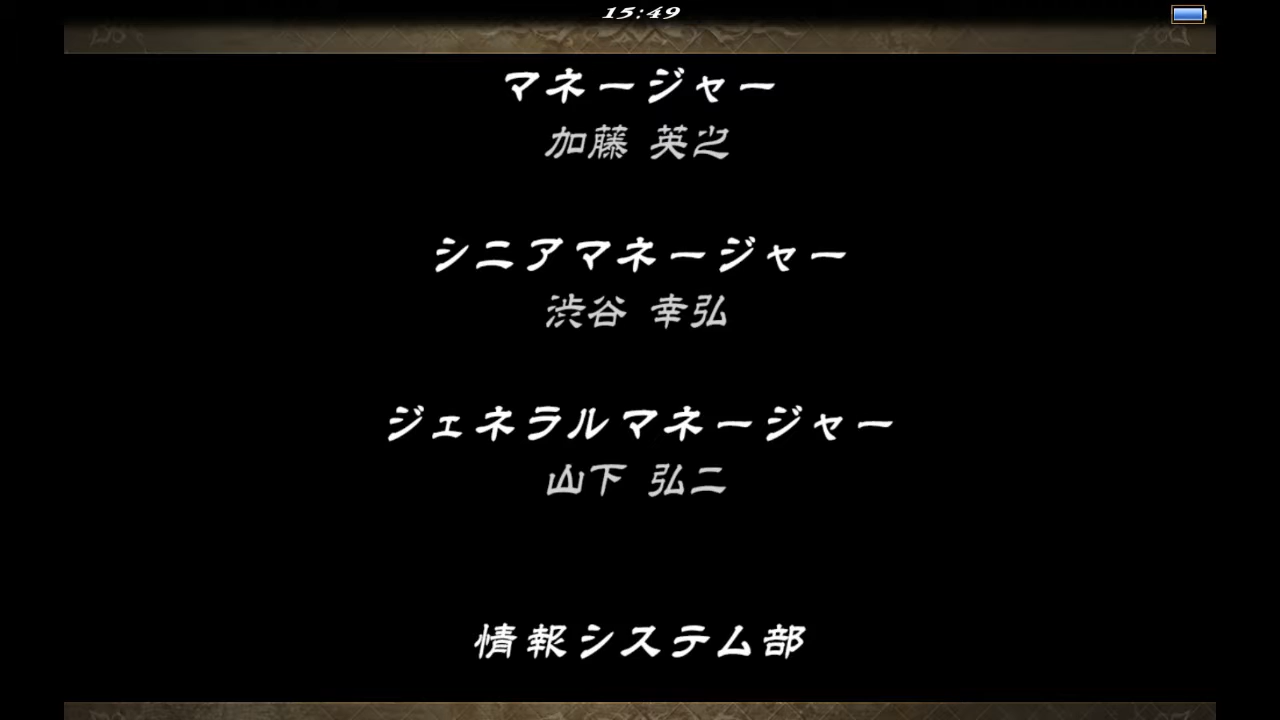 15:49
マネージャー
加藤 英之
シニアマネージャー
渋谷 幸弘
ジェネラルマネージャー
山下 弘二
情報システム部